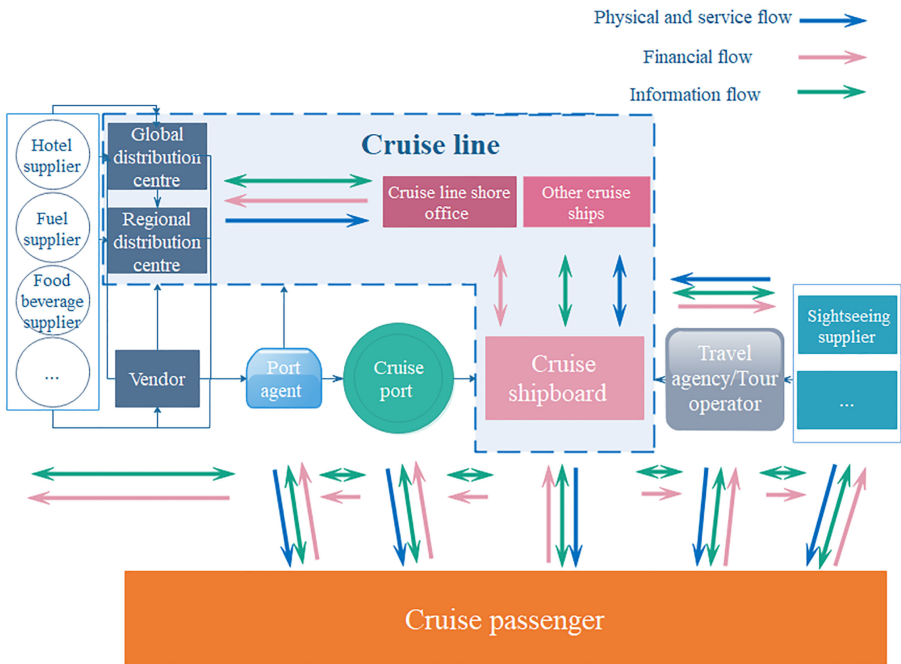 Physical and service flow
Financial flow
Information flow
Hotel
supplier
Fuel
supplier
Food
beverage
supplier
...
Global
distribution
centre
Regional
distribution
centre
Cruise line
Cruise line shore
office
Other cruise
ships
Vendor
Port
agent
Cruise
port
Cruise
shipboard
Travel
agency/Tour
operator
Sightseeing
supplier
...
Cruise passenger